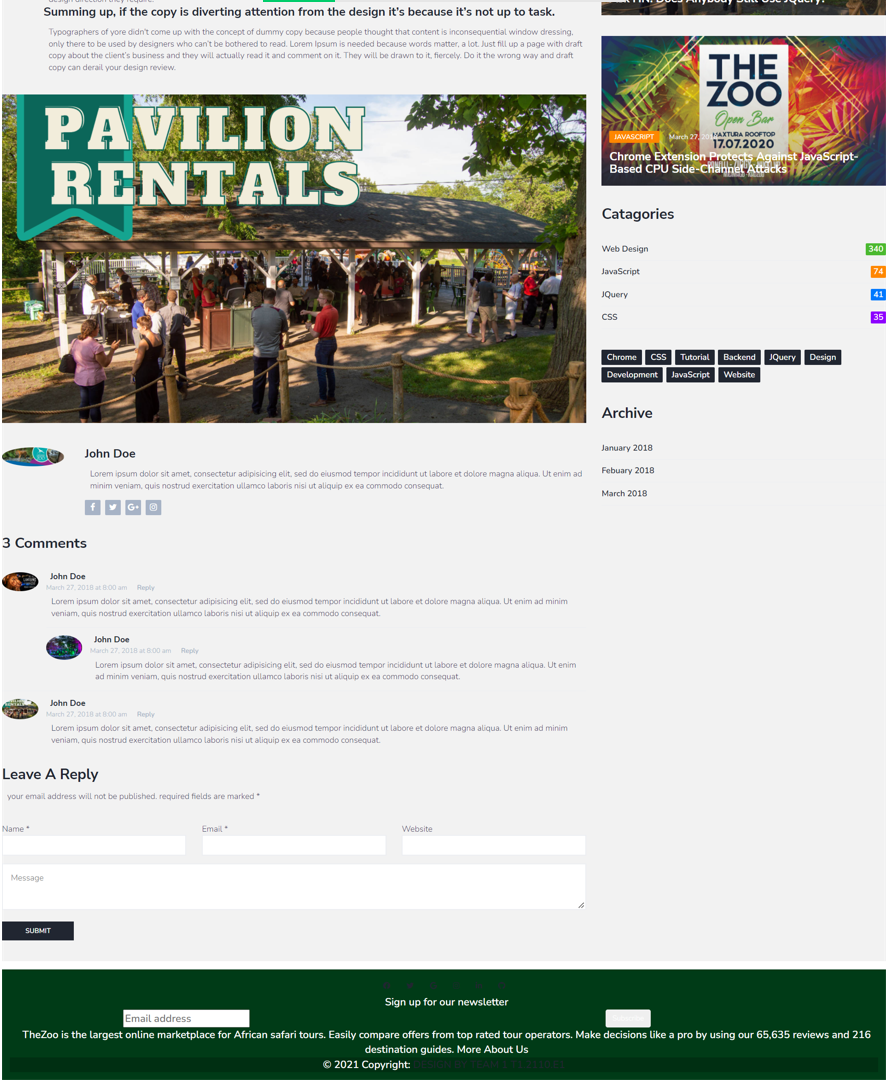 Summing up, if the copy is diverting attention from the design it's because it's not up to task.
Typographers of yore didn't come up with the concept of dummy copy because people thought that content is inconsequential window dressing,
only there to be used by designers who can't be bothered to read. Lorem Ipsum is needed because words matter, a lot. Just fill up a page with draft
copy about the client's business and they will actually read it and comment on it. They will be drawn to it, fiercely. Do it the wrong way and draft
copy can derail your design review.
PAVILION
RENTALS
John Doe
Lorem ipsum dolor sit amet, consectetur adipisicing elit, sed do eiusmod tempor incididunt ut labore et dolore magna aliqua. Ut enim ad
minim veniam, quis nostrud exercitation ullamco laboris nisi ut aliquip ex ea commodo consequat.
3 Comments
John Doe
March 27, 2018 at 8:00 am Reply
Lorem ipsum dolor sit amet, consectetur adipisicing elit, sed do eiusmod tempor incididunt ut labore et dolore magna aliqua. Ut enim ad minim
veniam, quis nostrud exercitation ullamco laboris nisi ut aliquip ex ea commodo consequat.
John Doe
March 27, 2018 at 8:00 am Reply
Lorem ipsum dolor sit amet, consectetur adipisicing elit, sed do eiusmod tempor incididunt ut labore et dolore magna aliqua. Ut enim
ad minim veniam, quis nostrud exercitation ullamco laboris nisi ut aliquip ex ea commodo consequat.
John Doe
March 27, 2018 at 8:00 am Reply
Lorem ipsum dolor sit amet, consectetur adipisicing elit, sed do eiusmod tempor incididunt ut labore et dolore magna aliqua. Ut enim ad minim
veniam, quis nostrud exercitation ullamco laboris nisi ut aliquip ex ea commodo consequat.
Leave A Reply
your email address will not be published. required fields are marked *
Name * Email * Website
Message
SUBMIT
Does Anybody Still Use JQuery?
THE
ZOO
Open Bar
MAXTURA ROOFTOP
17.07.2020
JAVASCRIPT March 27,
Chrome Extension Protects Against JavaScript-
Based CPU Side-Channel Attacks
Catagories
Web Design 340
JavaScript 74
JQuery 41
CSS 35
Chrome CSS Tutorial Backend JQuery Design
Development JavaScript Website
Archive
January 2018
Febuary 2018
March 2018
Sign up for our newsletter
Email address
TheZoo is the largest online marketplace for African safari tours. Easily compare offers from top rated tour operators. Make decisions like a pro by using our 65,635 reviews and 216
destination guides. More About Us
© 2021 Copyright: